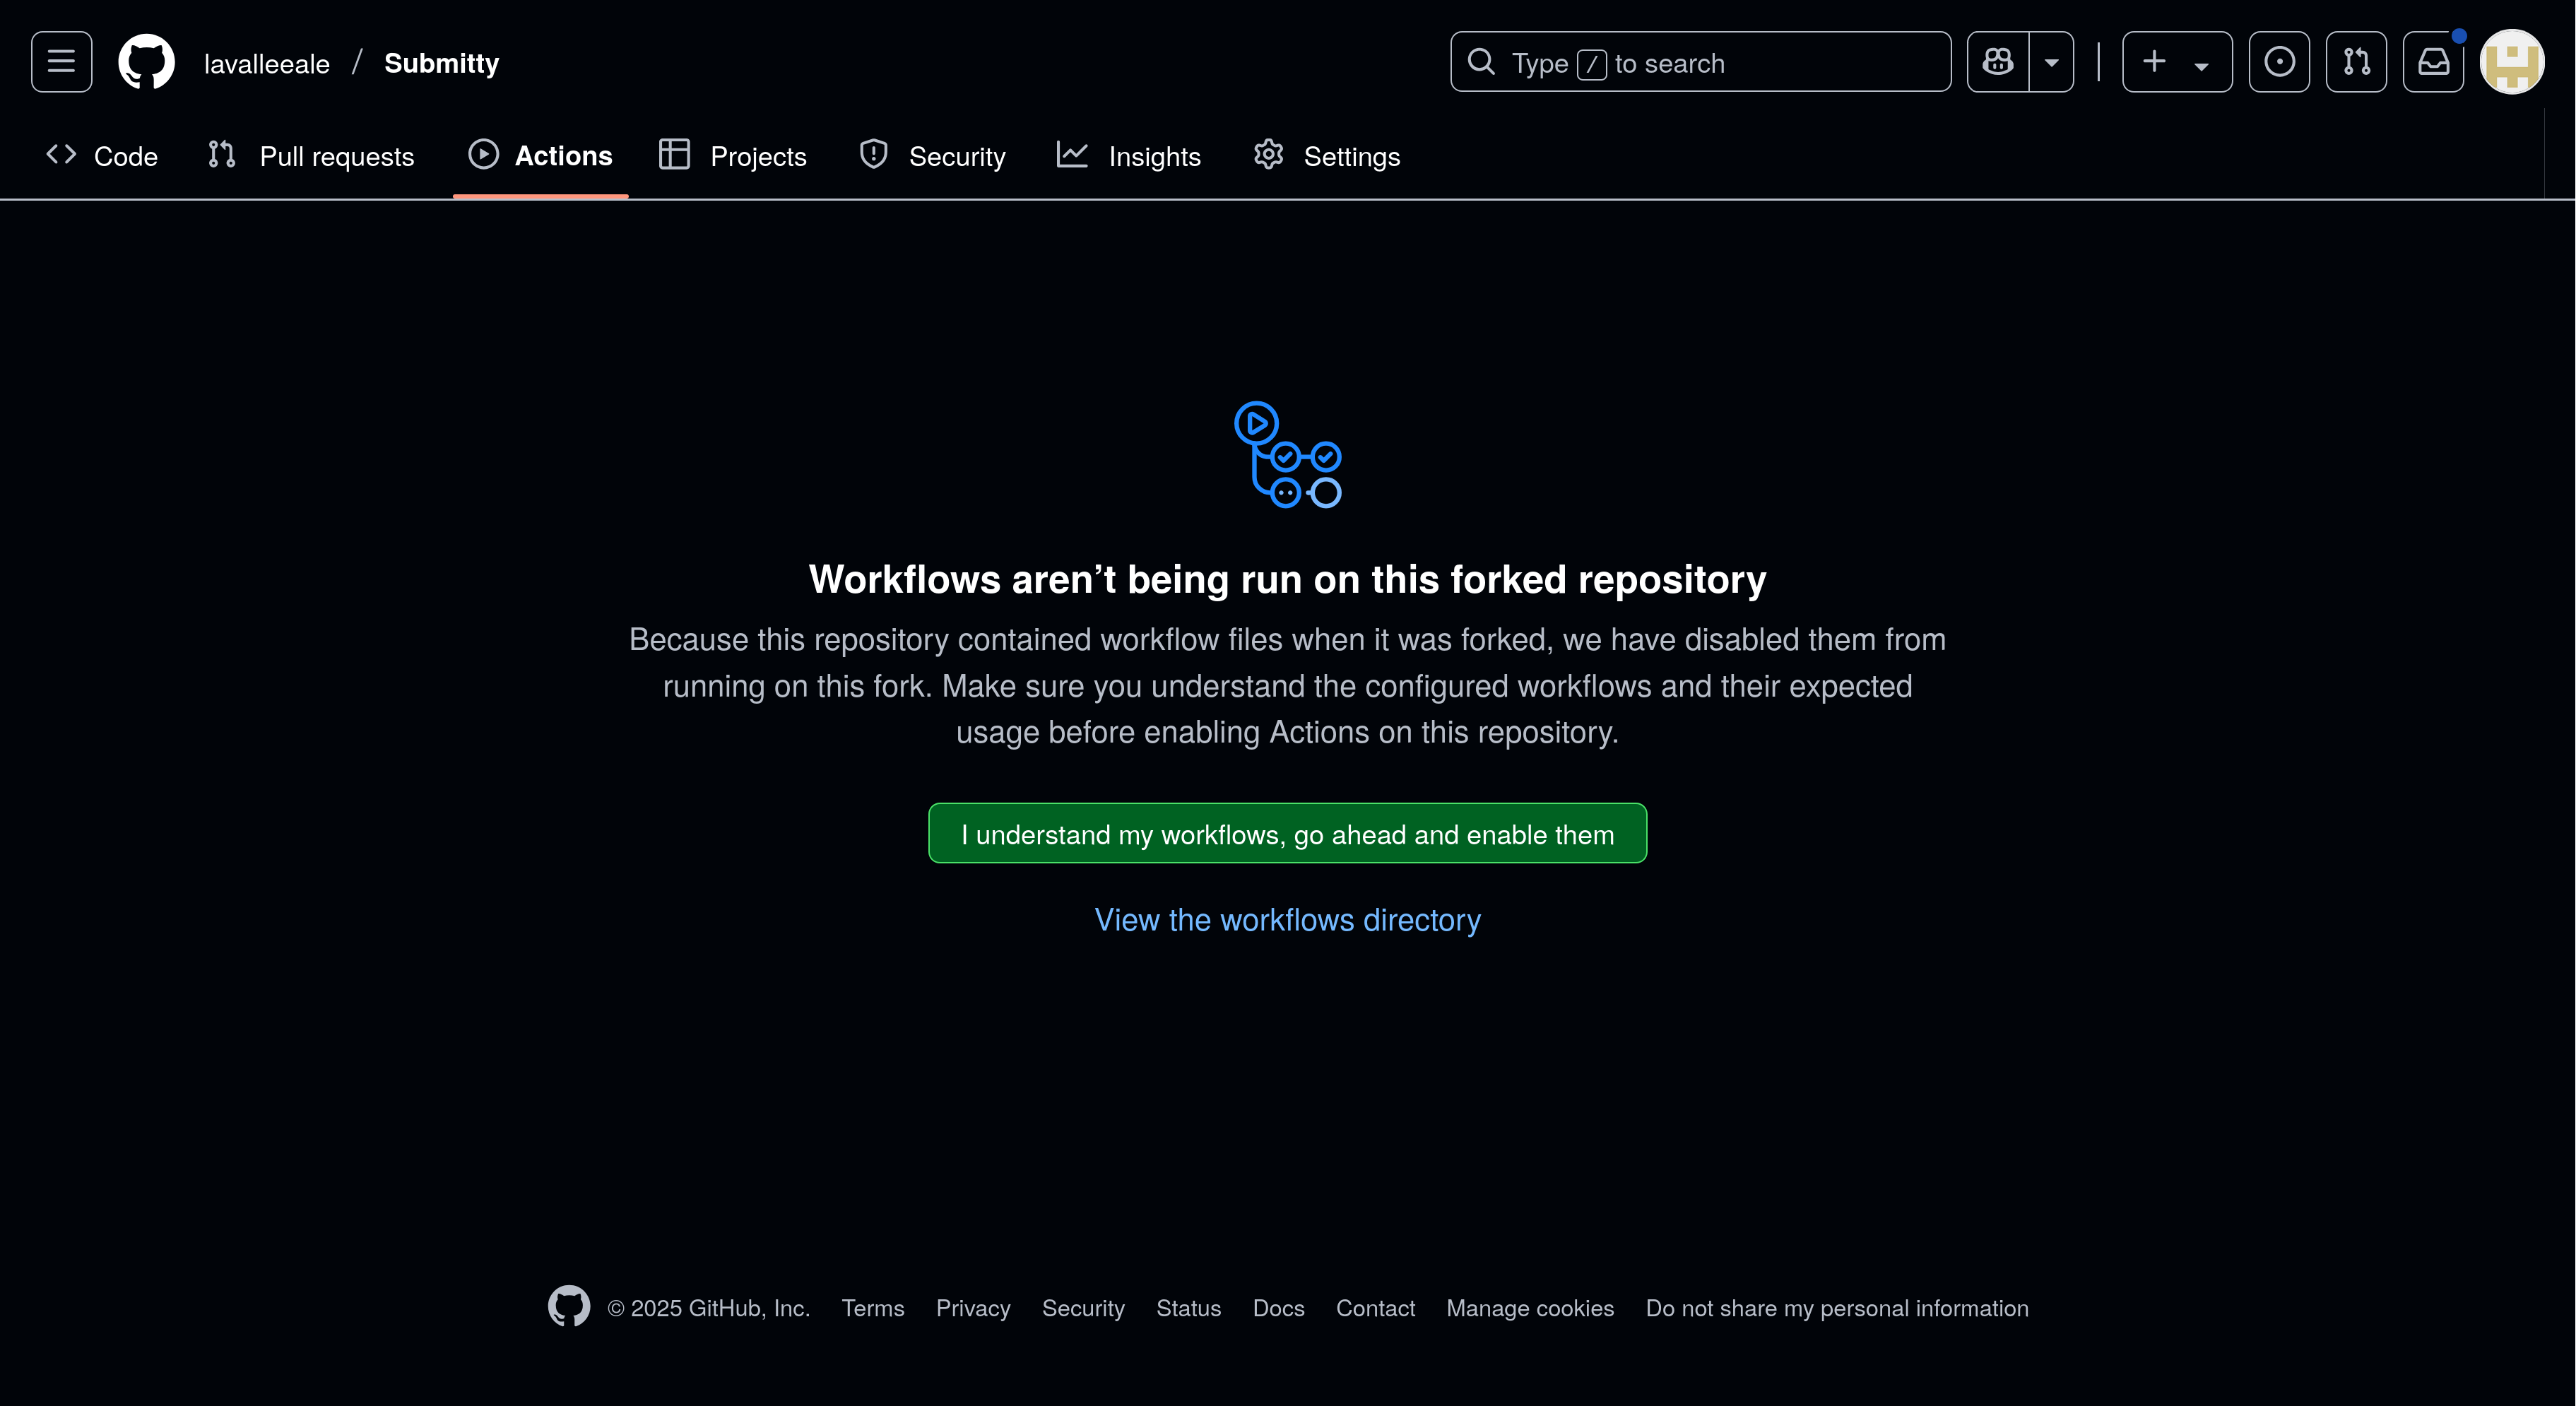 lavalleeale / Submitty
Type / to search
Code Pull requests Actions Projects Security Insights Settings
Workflows aren’t being run on this forked repository
Because this repository contained workflow files when it was forked, we have disabled them from
running on this fork. Make sure you understand the configured workflows and their expected
usage before enabling Actions on this repository.
I understand my workflows, go ahead and enable them
View the workflows directory
© 2025 GitHub, Inc. Terms Privacy Security Status Docs Contact Manage cookies Do not share my personal information